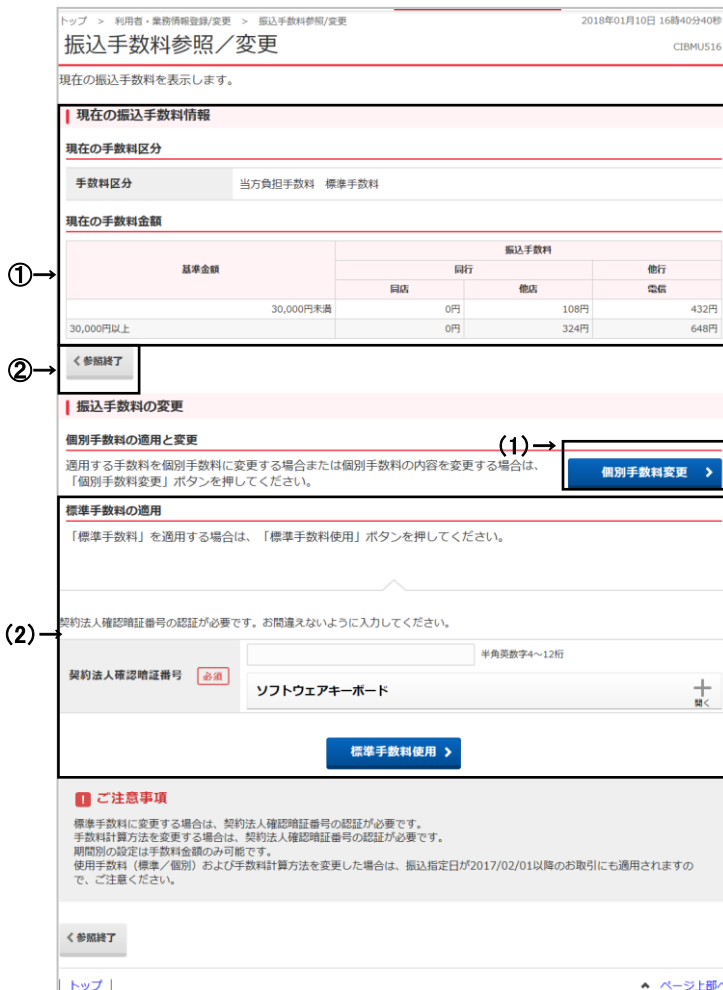 トップ > 利用者・業務情報登録/変更 > 振込手数料参照/変更 2018年01月10日 16時40分40秒
振込手数料参照／変更 CIBMU516
現在の振込手数料を表示します。
現在の振込手数料情報
現在の手数料区分
手数料区分 当方負担手数料 標準手数料
現在の手数料金額
①→
基準金額 振込手数料
同行 他行
同店 他店 電信
30,000円未満 0円 108円 432円
30,000円以上 0円 324円 648円
②→
参照終了
振込手数料の変更
個別手数料の適用と変更
(1)→
適用する手数料を個別手数料に変更する場合または個別手数料の内容を変更する場合は、
「個別手数料変更」ボタンを押してください。
個別手数料変更
標準手数料の適用
「標準手数料」を適用する場合は、「標準手数料使用」ボタンを押してください。
契約法人確認暗証番号の認証が必要です。お間違えないように入力してください。
(2)→
契約法人確認暗証番号 必須 半角英数字4～12桁
ソフトウェアキーボード 開く
標準手数料使用
ご注意事項
標準手数料に変更する場合は、契約法人確認暗証番号の認証が必要です。
手数料計算方法を変更する場合は、契約法人確認暗証番号の認証が必要です。
期間別の設定は手数料金額のみ可能です。
使用手数料（標準／個別）および手数料計算方法を変更した場合は、振込指定日が2017/02/01以降のお取引にも適用されますの
で、ご注意ください。
参照終了
トップ | ページ上部へ